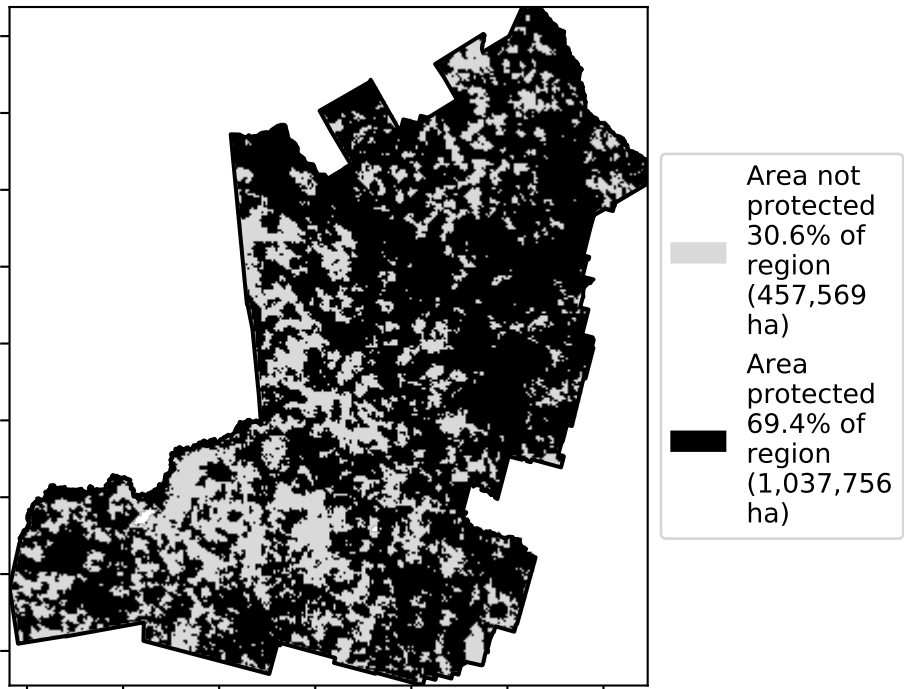 Area not
protected
30.6% of
region
(457,569
ha)
Area
protected
69.4% of
region
(1,037,756
ha)